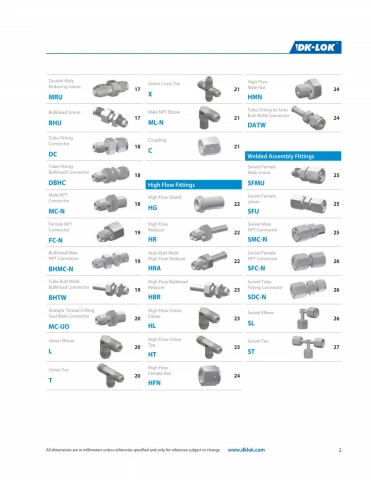 DK-LOK
Double Male
Reducing Union
MRU
17
Bulkhead Union
BHU
17
Tube Fitting
Connector
DC
18
Tube Fitting
Bulkhead Connector
DBHC
18
Male NPT
Connector
MC-N
18
Female NPT
Connector
FC-N
19
Bulkhead Male
NPT Connector
BHMC-N
19
Tube Butt Weld
Bulkhead Connector
BHTW
19
Straight Thread O-Ring
Seal Male Connector
MC-UO
20
Union Elbow
L
20
Union Tee
T
20
Union Cross Tee
X
21
Male NPT Elbow
ML-N
21
Coupling
C
21
High Flow Fittings
High Flow Gland
HG
22
High Flow
Reducer
HR
22
Auto Butt Weld
High Flow Reducer
HRA
22
High Flow Bulkhead
Reducer
HBR
23
High Flow Union
Elbow
HL
23
High Flow Union
Tee
HT
23
High Flow
Female Nut
HFN
24
High Flow
Male Nut
HMN
24
Tube Fitting to Auto
Butt Weld Connector
DATW
24
Welded Assembly Fittings
Swivel Female
Male Union
SFMU
25
Swivel Female
Union
SFU
25
Swivel Male
NPT Connector
SMC-N
25
Swivel Female
NPT Connector
SFC-N
26
Swivel Tube
Fitting Connector
SDC-N
26
Swivel Elbow
SL
26
Swivel Tee
ST
27
All dimensions are in millimeters unless otherwise specified and only for reference subject to change. www.dklok.com 2